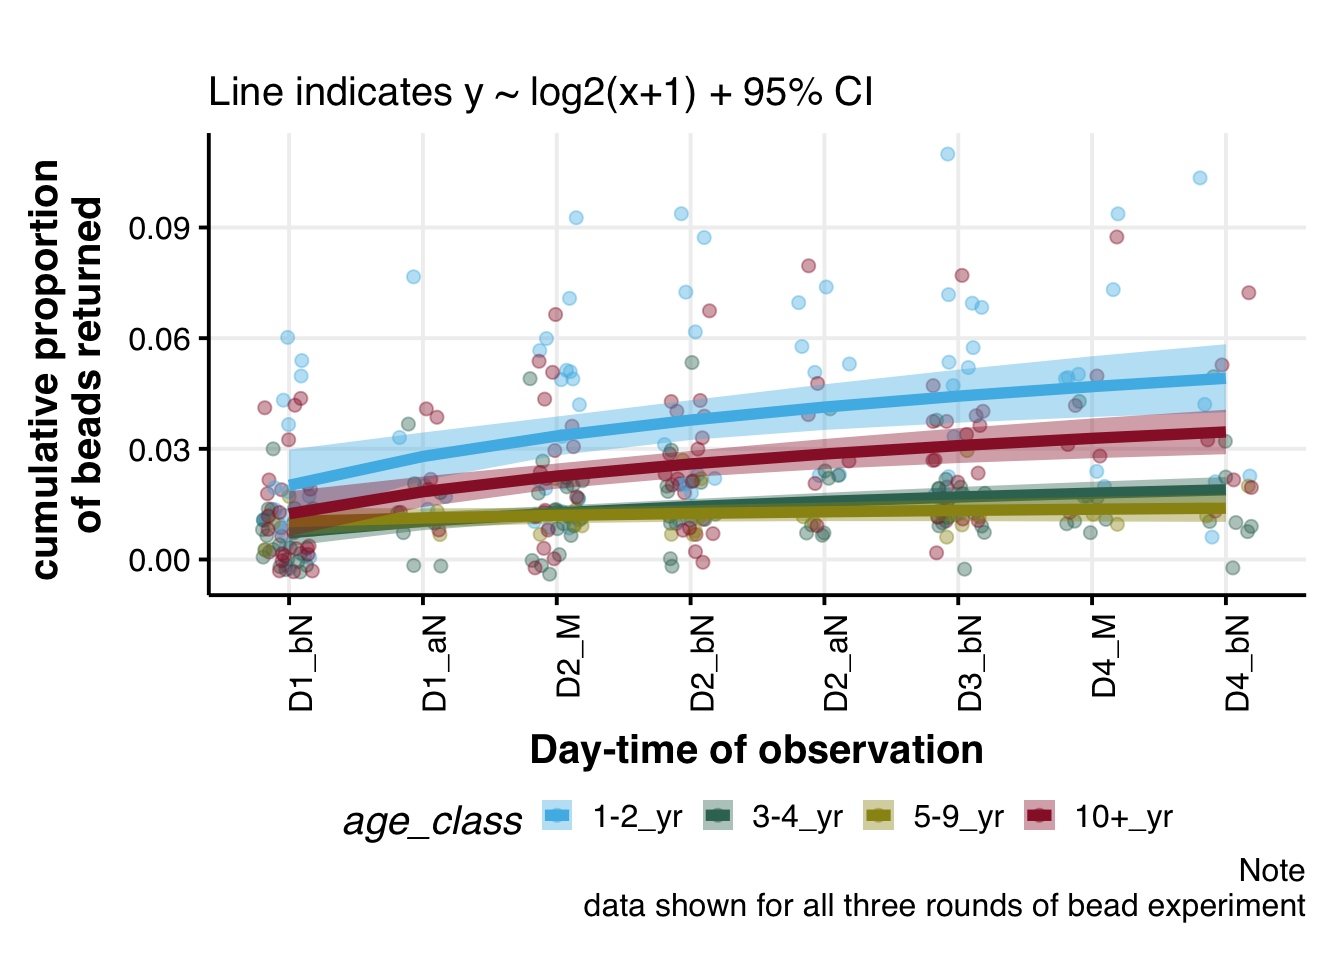 Line indicates y ~ log2(x+1) + 95% CI
cumulative proportion
of beads returned
0.09
0.06
0.03
0.00
D1_bN
D1_aN
D2_M
D2_bN
D2_aN
D3_bN
D4_M
D4_bN
Day-time of observation
age_class 1-2_yr 3-4_yr 5-9_yr 10+_yr
Note
data shown for all three rounds of bead experiment